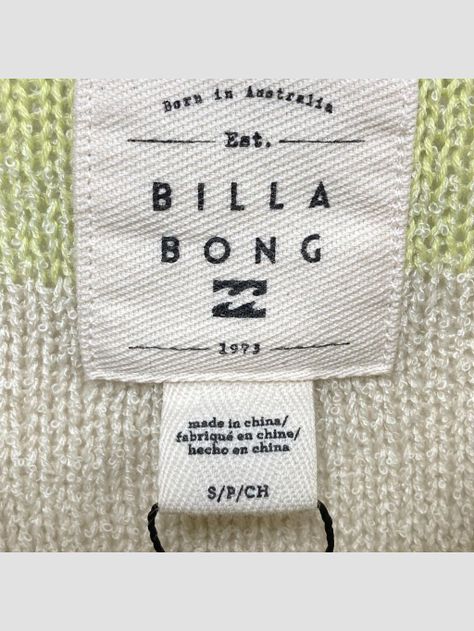 Born in Australia
Est.
BILLA
BONG
1973
made in china/
fabriqué en chine/
hecho en china
S/P/CH